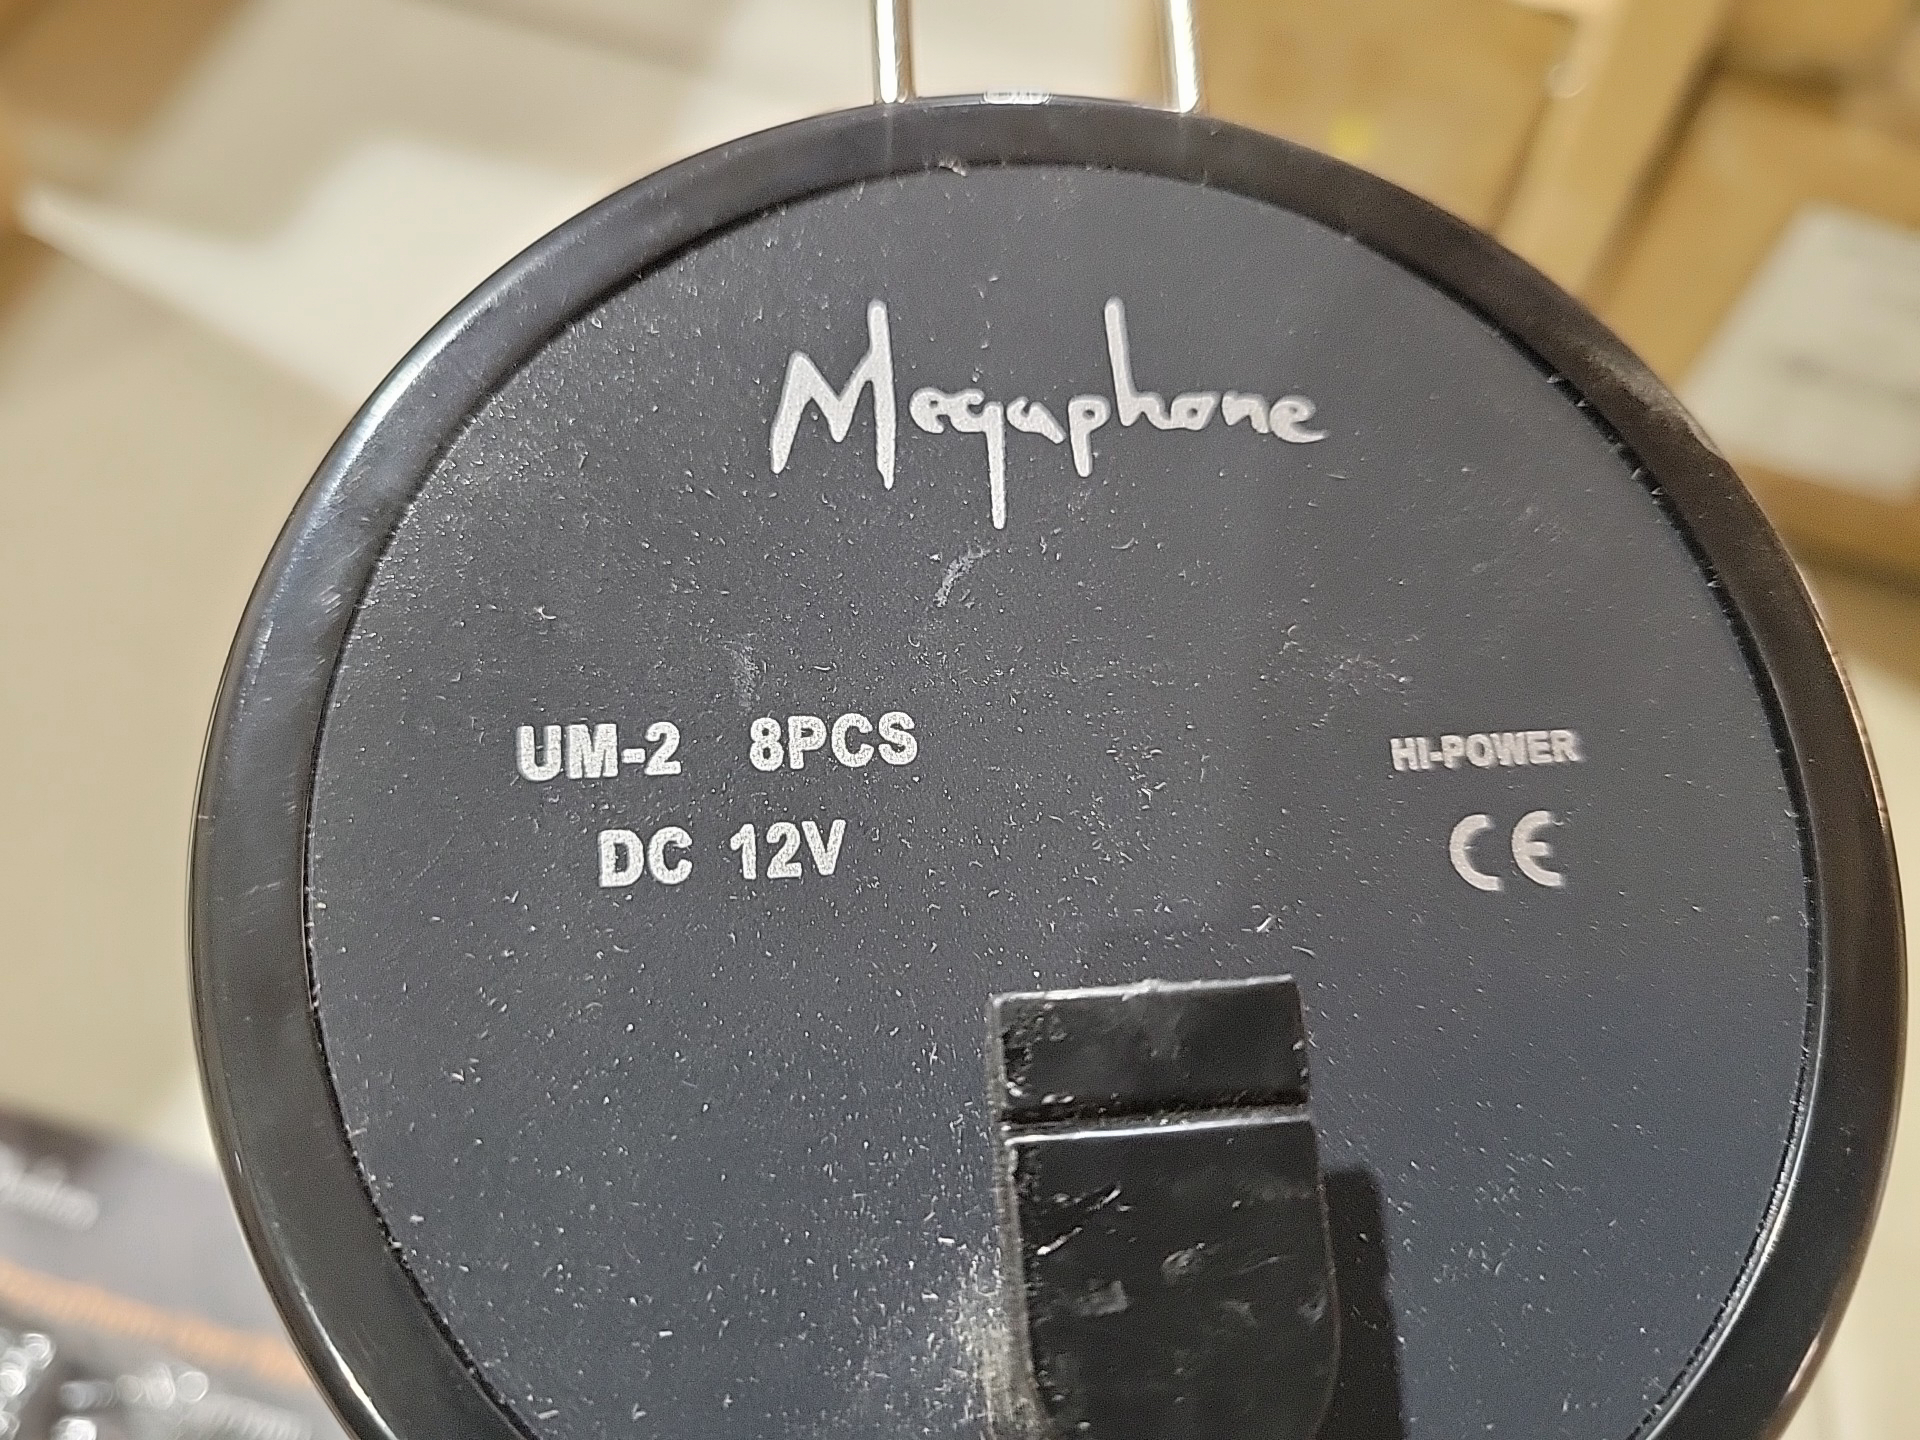 Megaphone
UM-2 8PCS
HI-POWER
DC 12V
CE